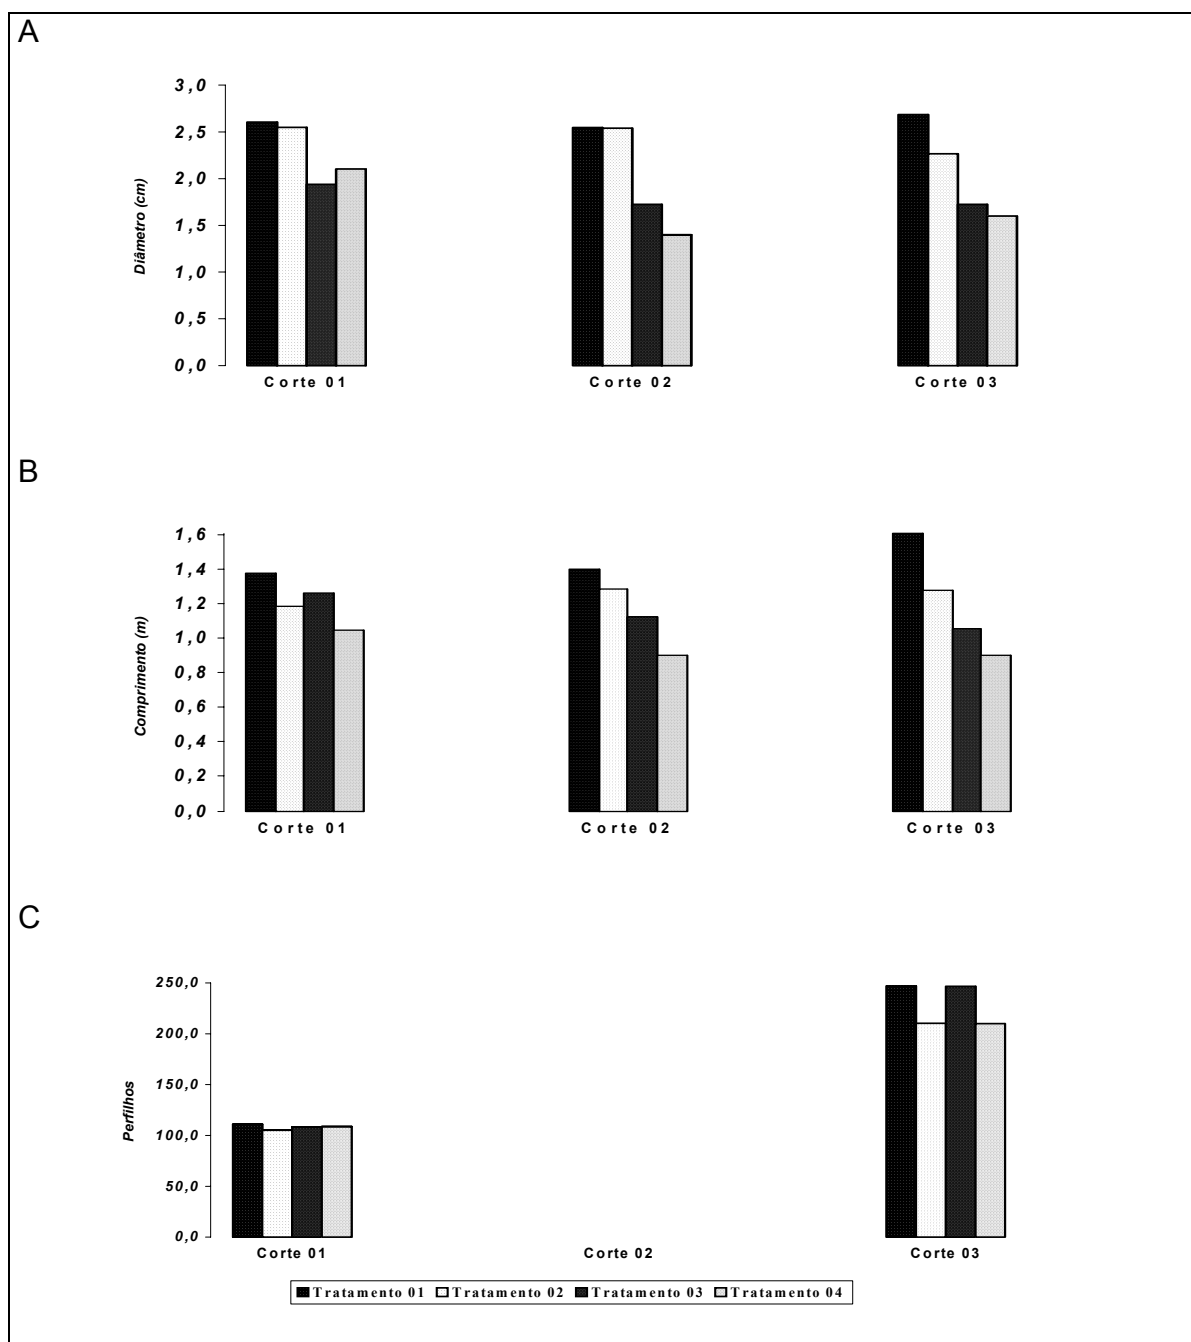 A
3,0
2,5
2,0
1,5
1,0
0,5
0,0
Diâmetro (cm)
Corte 01 Corte 02 Corte 03
B
1,6
1,4
1,2
1,0
0,8
0,6
0,4
0,2
0,0
Comprimento (m)
Corte 01 Corte 02 Corte 03
C
250,0
200,0
150,0
100,0
50,0
0,0
Perfilhos
Corte 01 Corte 02 Corte 03
Tratamento 01 Tratamento 02 Tratamento 03 Tratamento 04